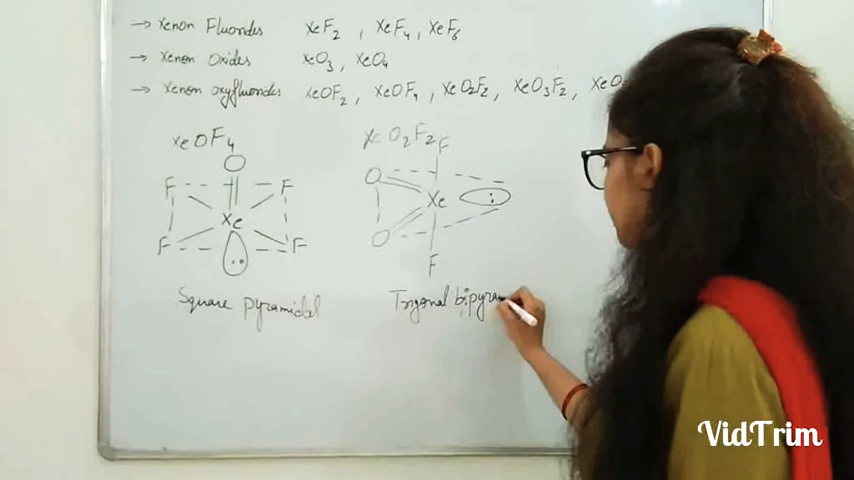 → Xenon Fluorides XeF2 , XeF4 , XeF6
→ Xenon Oxides XeO3 , XeO4
→ Xenon oxyfluorides XeOF2 , XeOF4 , XeO2F2 , XeO3F2 , XeO
XeOF4 XeO2F2
O F
F F O
Xe Xe :
F F O
:
F
Square pyramidal Trigonal bipyram
VidTrim